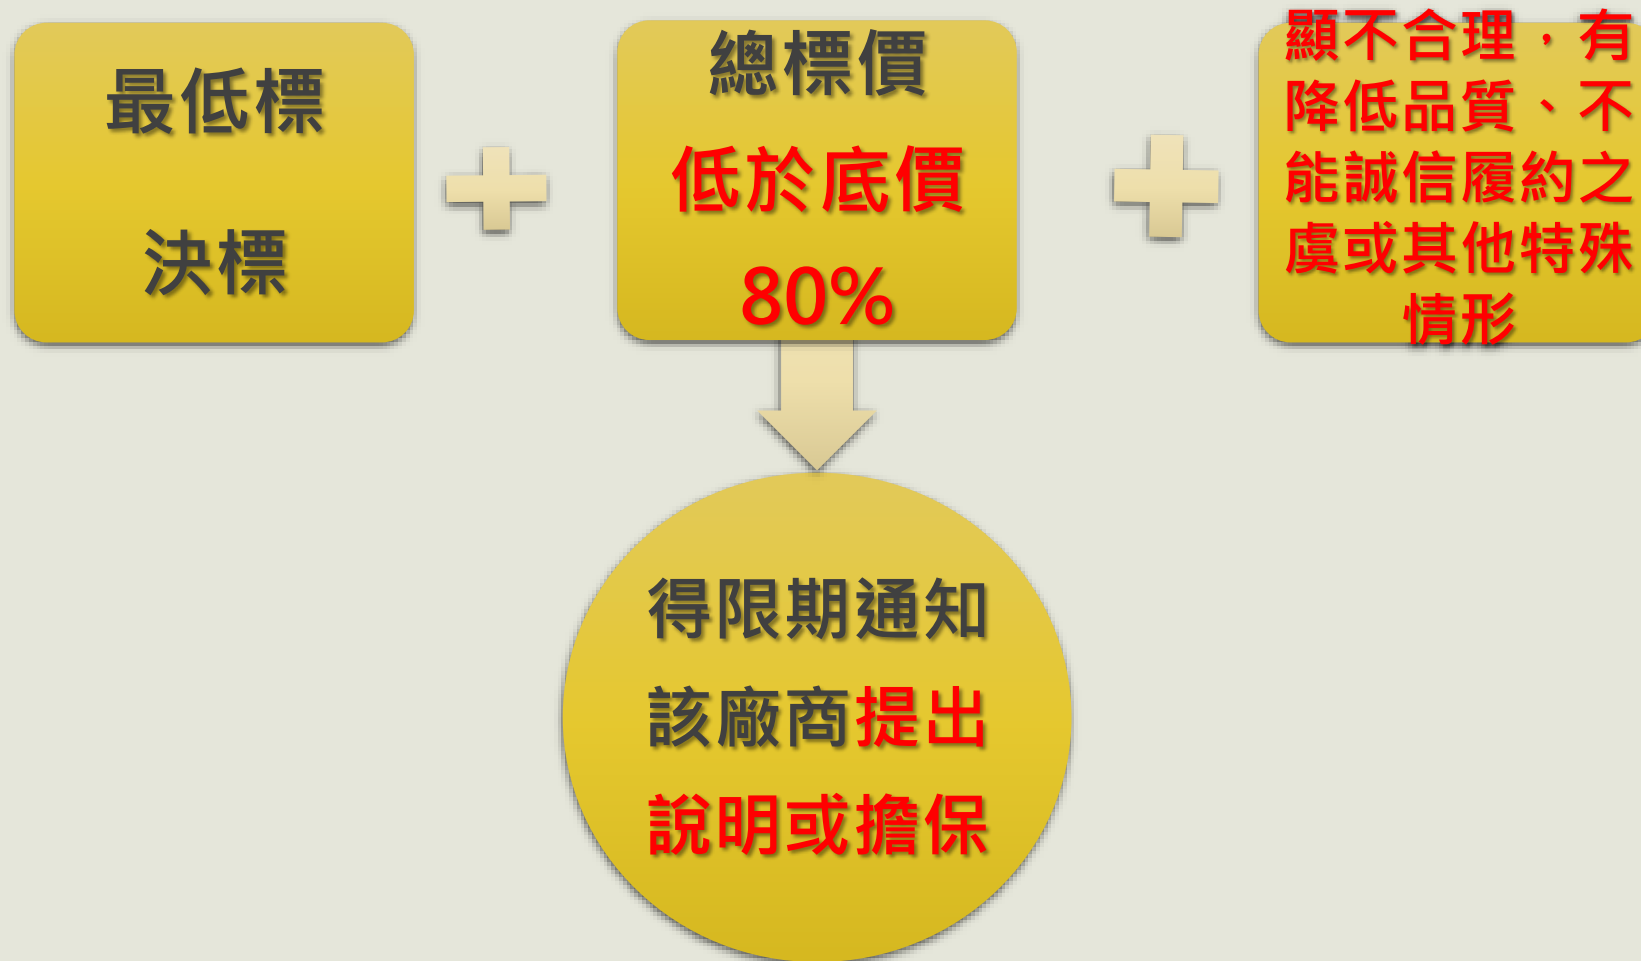 最低標
決標
總標價
低於底價
80%
顯不合理，有
降低品質、不
能誠信履約之
虞或其他特殊
情形
得限期通知
該廠商提出
說明或擔保